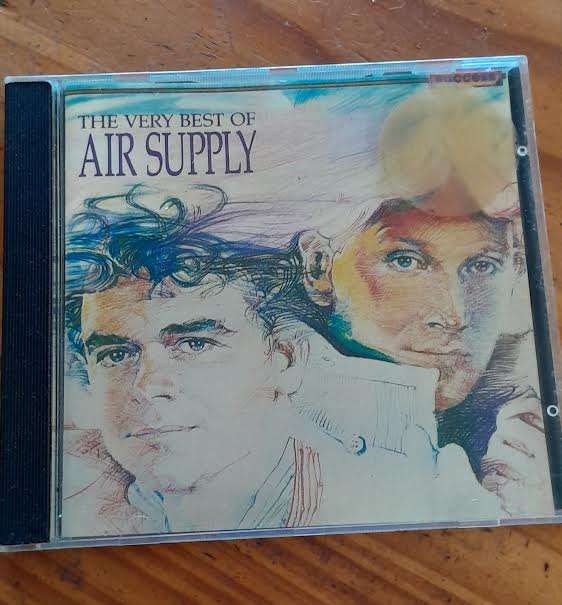 THE VERY BEST OF
AIR SUPPLY